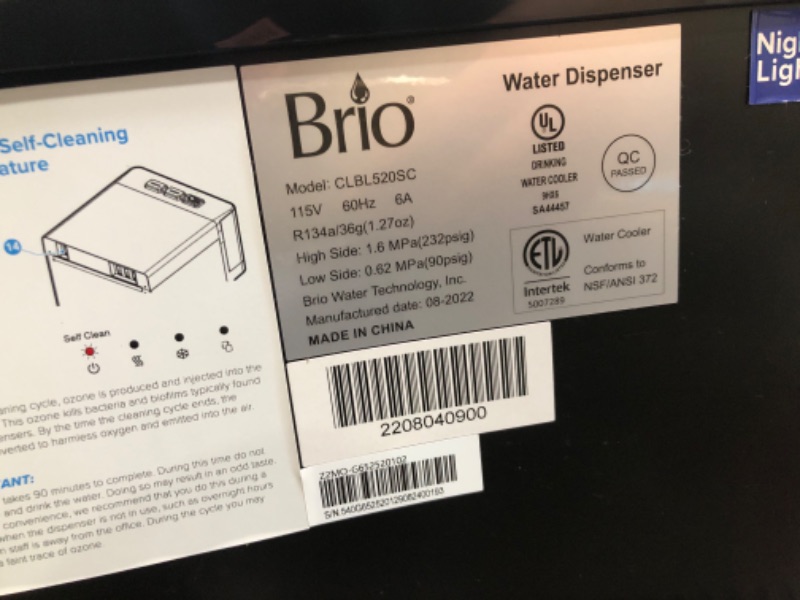 Self-Cleaning
ature
14
Self Clean
ning cycle, ozone is produced and injected into the
This ozone kills bacteria and biofilms typically found
ensers. By the time the cleaning cycle ends, the
verted to harmless oxygen and emitted into the air.
ANT:
takes 90 minutes to complete. During this time do not
and drink the water. Doing so may result in an odd taste.
convenience, we recommend that you do this during a
when the dispenser is not in use, such as overnight hours
n staff is away from the office. During the cycle you may
a faint trace of ozone.
Brio®
Model: CLBL520SC
115V 60Hz 6A
R134a/36g(1.27oz)
High Side: 1.6 MPa(232psig)
Low Side: 0.62 MPa(90psig)
Brio Water Technology, Inc.
Manufactured date: 08-2022
MADE IN CHINA
Water Dispenser
UL
LISTED
DRINKING
WATER COOLER
SA44457
QC
PASSED
ETL
Intertek
5007289
Water Cooler
Conforms to
NSF/ANSI 372
2208040900
Nig
Ligh